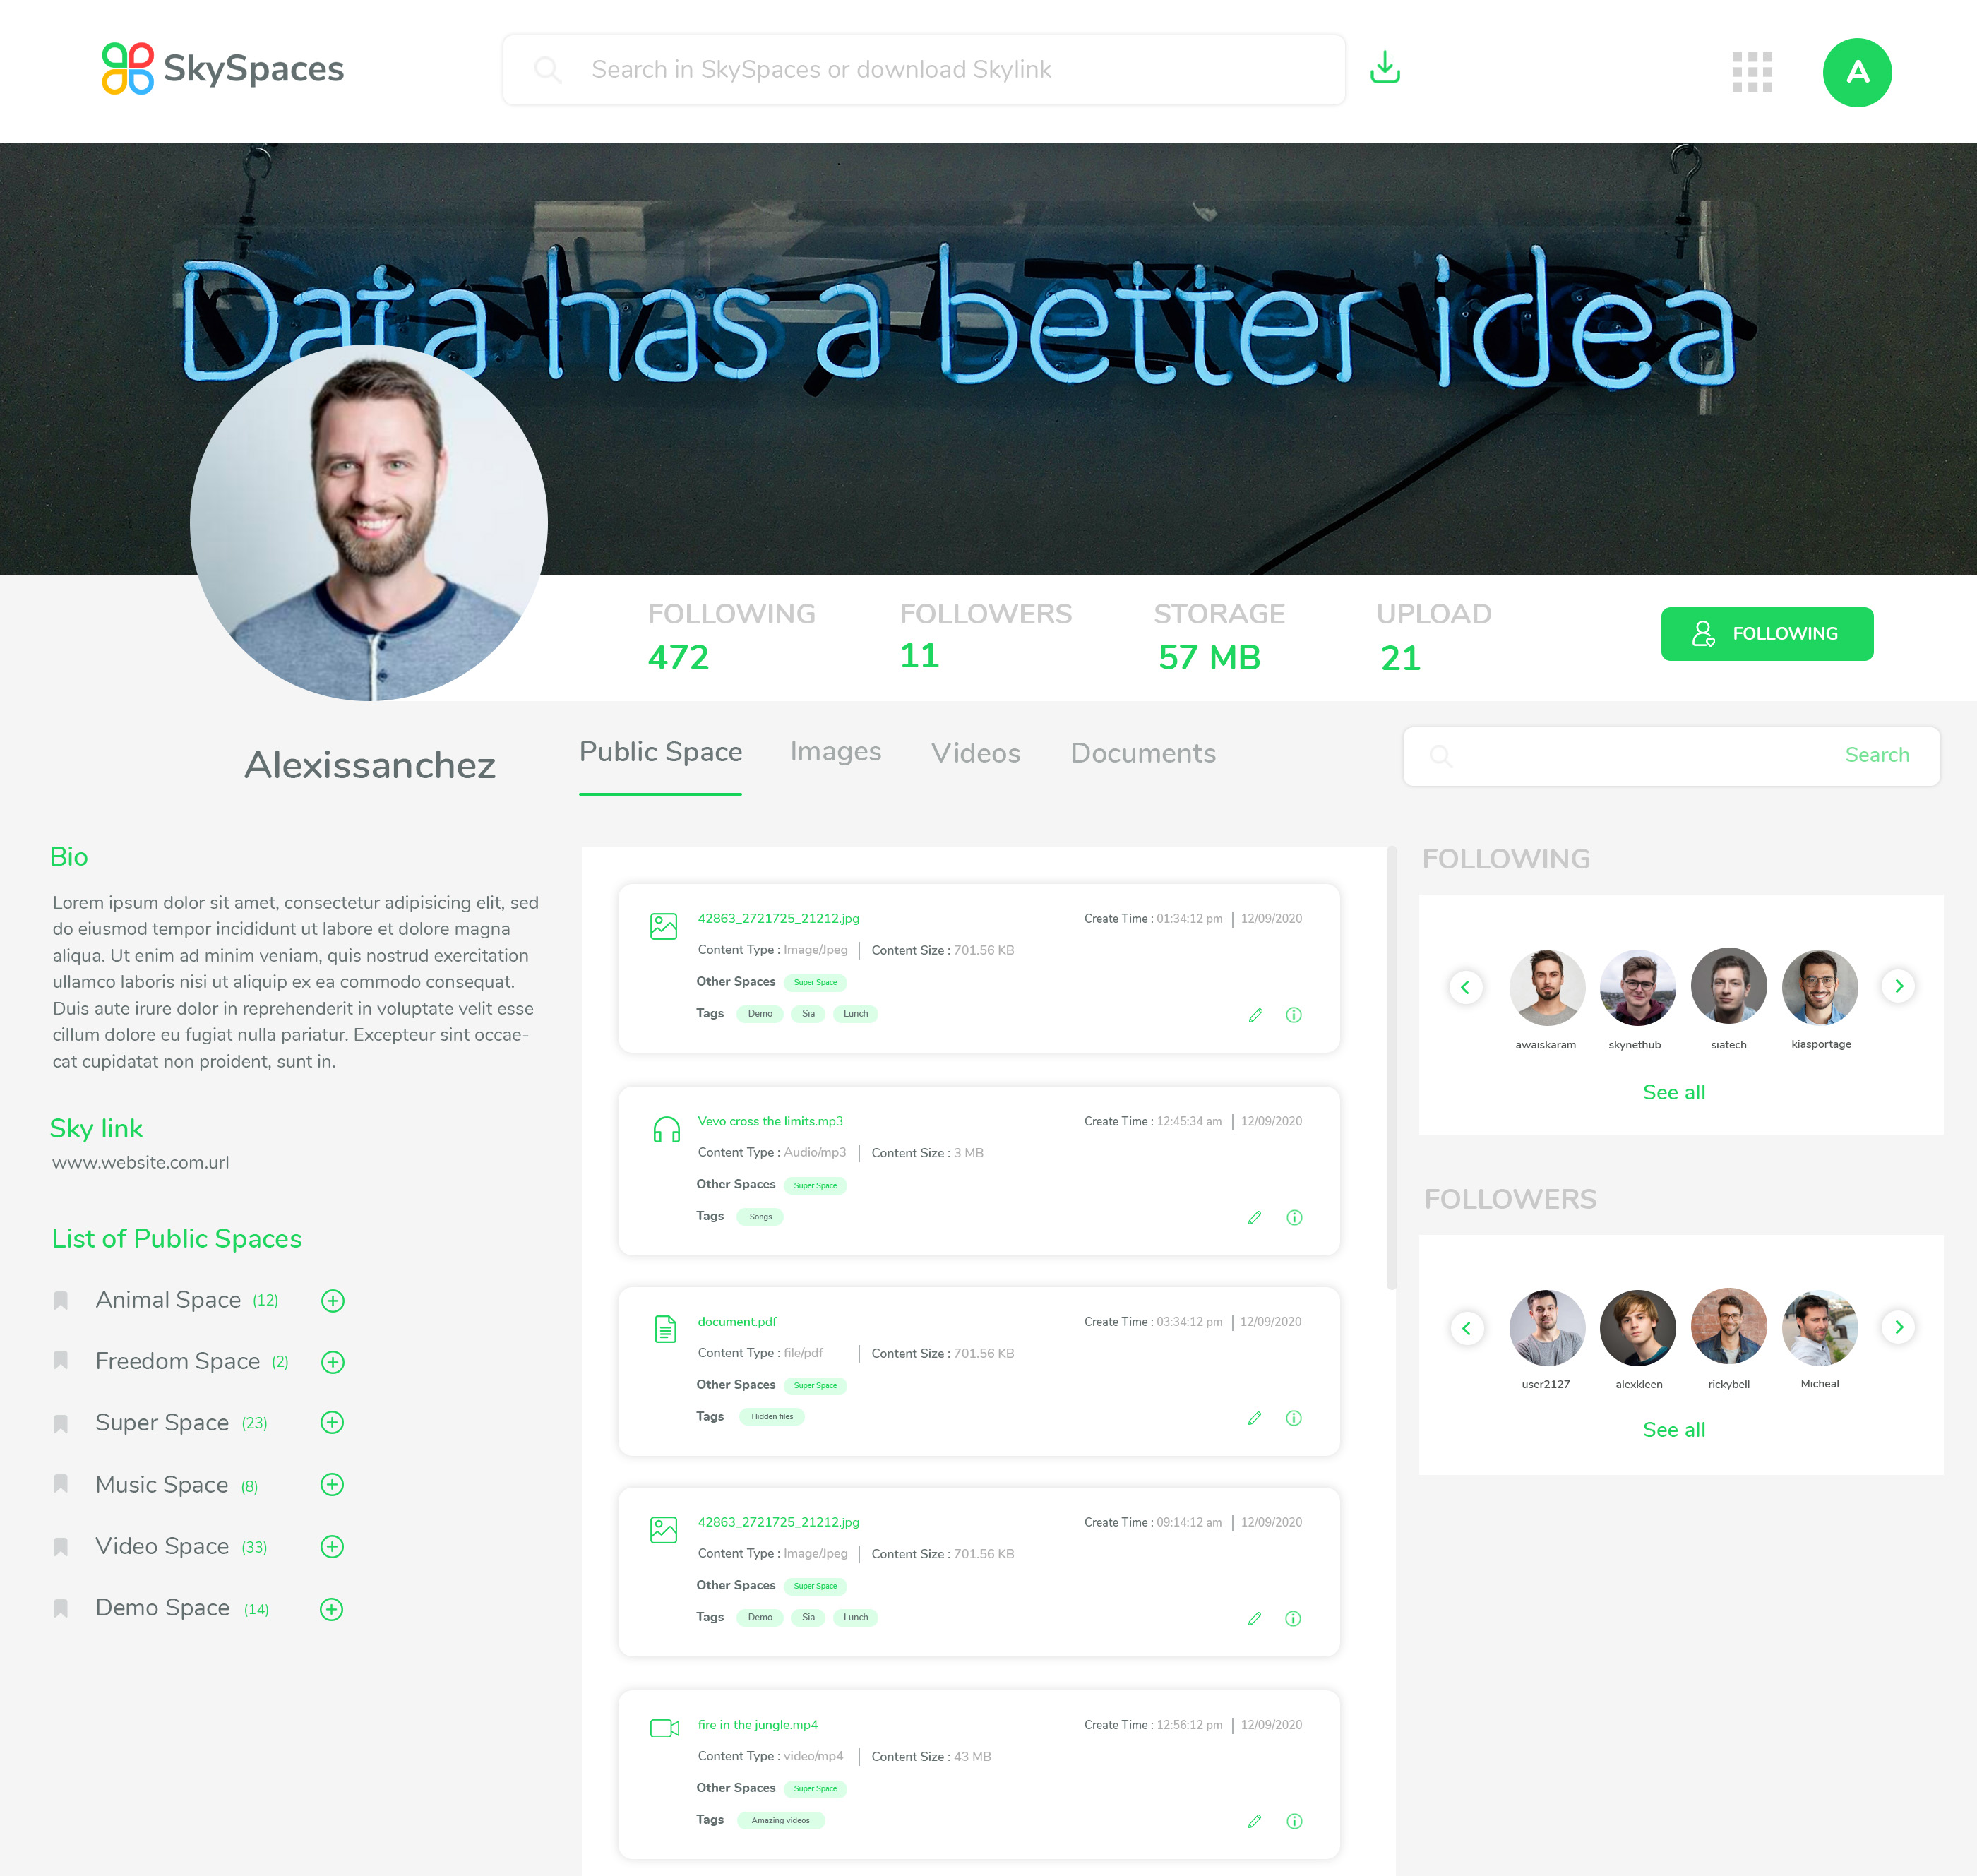 SkySpaces
Search in SkySpaces or download Skylink
A
Data has a better idea
FOLLOWING
472
FOLLOWERS
11
STORAGE
57 MB
UPLOAD
21
FOLLOWING
Alexissanchez
Public Space
Images
Videos
Documents
Search
Bio
Lorem ipsum dolor sit amet, consectetur adipisicing elit, sed
do eiusmod tempor incididunt ut labore et dolore magna
aliqua. Ut enim ad minim veniam, quis nostrud exercitation
ullamco laboris nisi ut aliquip ex ea commodo consequat.
Duis aute irure dolor in reprehenderit in voluptate velit esse
cillum dolore eu fugiat nulla pariatur. Excepteur sint occae-
cat cupidatat non proident, sunt in.
Sky link
www.website.com.url
List of Public Spaces
Animal Space (12)
Freedom Space (2)
Super Space (23)
Music Space (8)
Video Space (33)
Demo Space (14)
42863_2721725_21212.jpg
Create Time : 01:34:12 pm | 12/09/2020
Content Type : Image/Jpeg | Content Size : 701.56 KB
Other Spaces Super Space
Tags Demo Sia Lunch
Vevo cross the limits.mp3
Create Time : 12:45:34 am | 12/09/2020
Content Type : Audio/mp3 | Content Size : 3 MB
Other Spaces Super Space
Tags Songs
document.pdf
Create Time : 03:34:12 pm | 12/09/2020
Content Type : file/pdf | Content Size : 701.56 KB
Other Spaces Super Space
Tags Hidden files
42863_2721725_21212.jpg
Create Time : 09:14:12 am | 12/09/2020
Content Type : Image/Jpeg | Content Size : 701.56 KB
Other Spaces Super Space
Tags Demo Sia Lunch
fire in the jungle.mp4
Create Time : 12:56:12 pm | 12/09/2020
Content Type : video/mp4 | Content Size : 43 MB
Other Spaces Super Space
Tags Amazing videos
FOLLOWING
awaiskaram
skynethub
siatech
kiasportage
See all
FOLLOWERS
user2127
alexkleen
rickybell
Micheal
See all